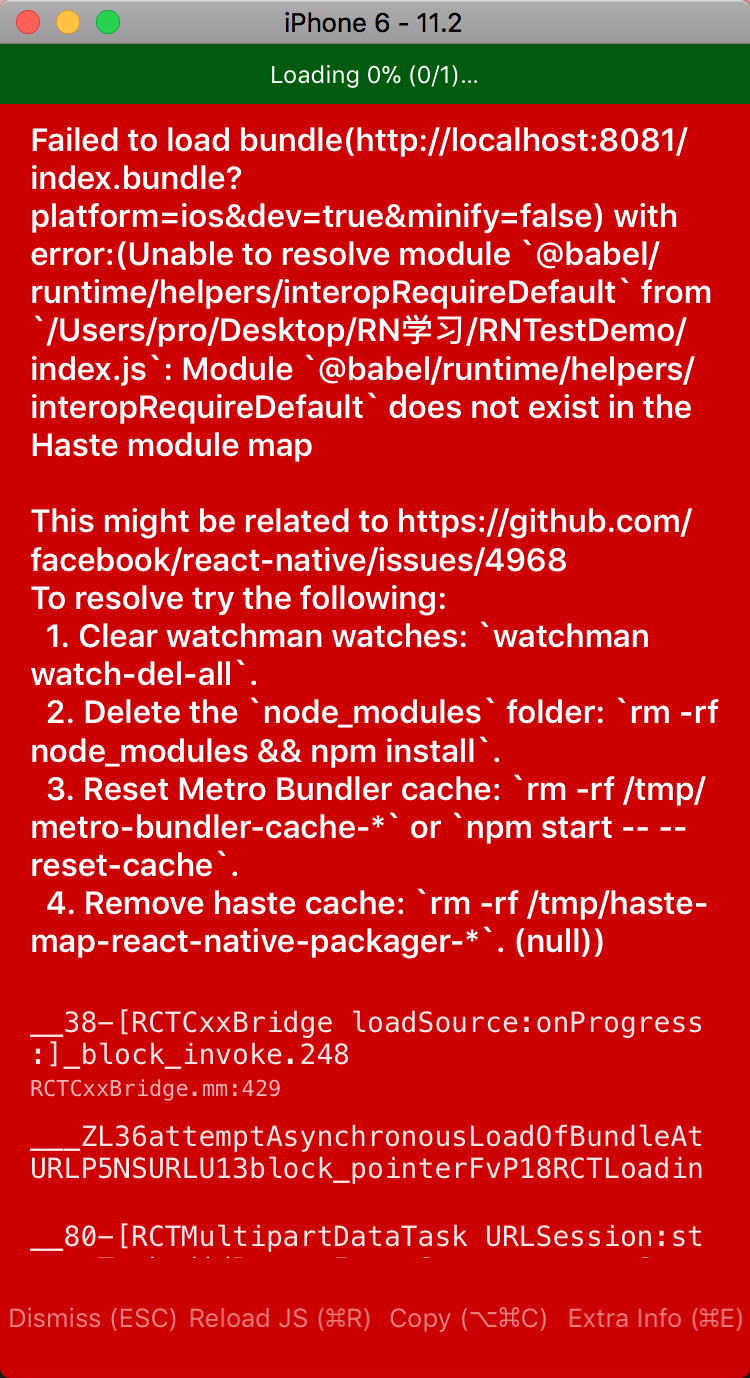 iPhone 6 - 11.2
Loading 0% (0/1)...
Failed to load bundle(http://localhost:8081/
index.bundle?
platform=ios&dev=true&minify=false) with
error:(Unable to resolve module `@babel/
runtime/helpers/interopRequireDefault` from
`/Users/pro/Desktop/RN学习/RNTestDemo/
index.js`: Module `@babel/runtime/helpers/
interopRequireDefault` does not exist in the
Haste module map
This might be related to https://github.com/
facebook/react-native/issues/4968
To resolve try the following:
1. Clear watchman watches: `watchman
watch-del-all`.
2. Delete the `node_modules` folder: `rm -rf
node_modules && npm install`.
3. Reset Metro Bundler cache: `rm -rf /tmp/
metro-bundler-cache-*` or `npm start -- --
reset-cache`.
4. Remove haste cache: `rm -rf /tmp/haste-
map-react-native-packager-*`. (null))
__38-[RCTCxxBridge loadSource:onProgress
:]_block_invoke.248
RCTCxxBridge.mm:429
___ZL36attemptAsynchronousLoadOfBundleAt
URLP5NSURLU13block_pointerFvP18RCTLoadin
__80-[RCTMultipartDataTask URLSession:st
Dismiss (ESC) Reload JS (⌘R) Copy (⌥⌘C) Extra Info (⌘E)